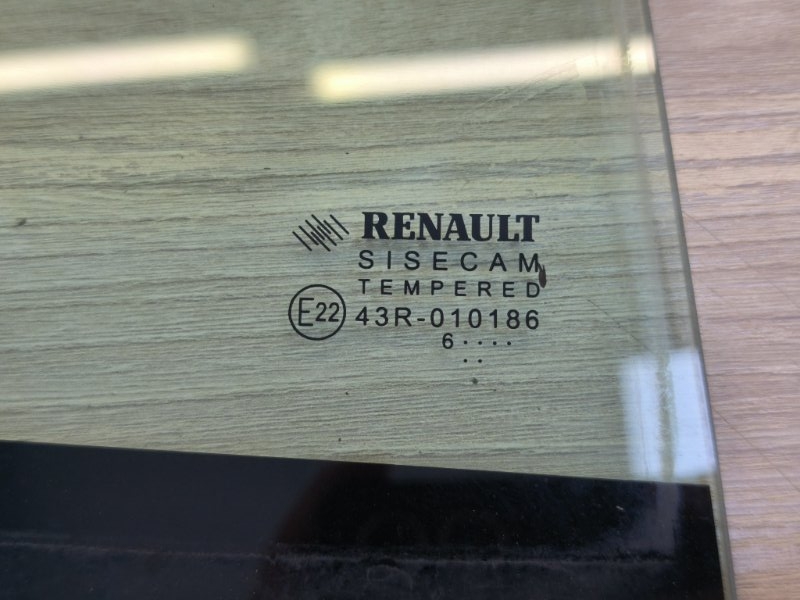 RENAULT
SISECAM
TEMPERED
E22 43R-010186
6····
··